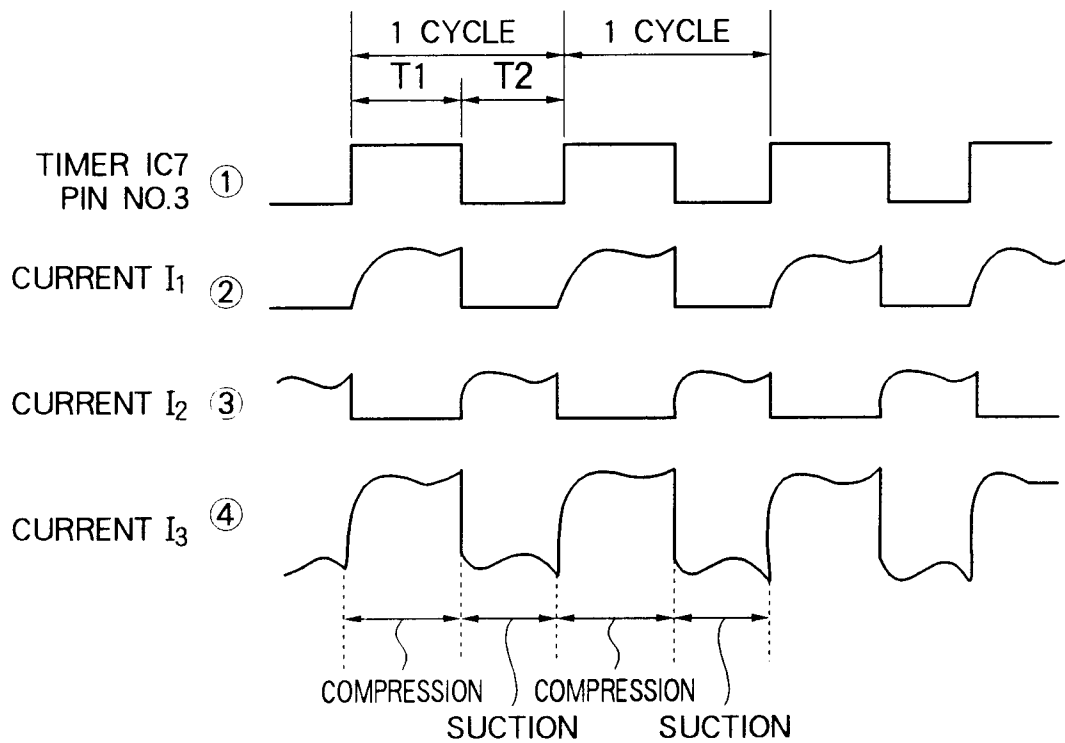 1 CYCLE 1 CYCLE
T1 T2
TIMER IC7
PIN NO.3 ①
CURRENT I1 ②
CURRENT I2 ③
CURRENT I3 ④
COMPRESSION COMPRESSION
SUCTION SUCTION